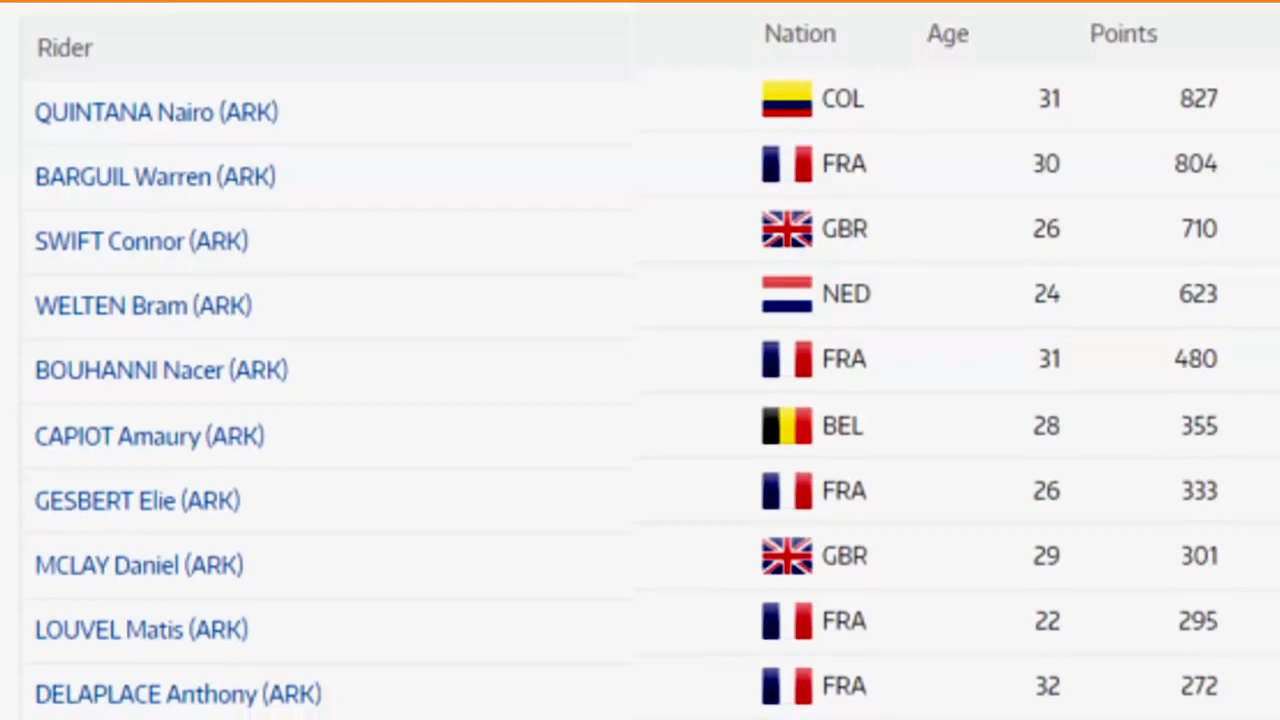 Rider Nation Age Points
QUINTANA Nairo (ARK) COL 31 827
BARGUIL Warren (ARK) FRA 30 804
SWIFT Connor (ARK) GBR 26 710
WELTEN Bram (ARK) NED 24 623
BOUHANNI Nacer (ARK) FRA 31 480
CAPIOT Amaury (ARK) BEL 28 355
GESBERT Elie (ARK) FRA 26 333
MCLAY Daniel (ARK) GBR 29 301
LOUVEL Matis (ARK) FRA 22 295
DELAPLACE Anthony (ARK) FRA 32 272